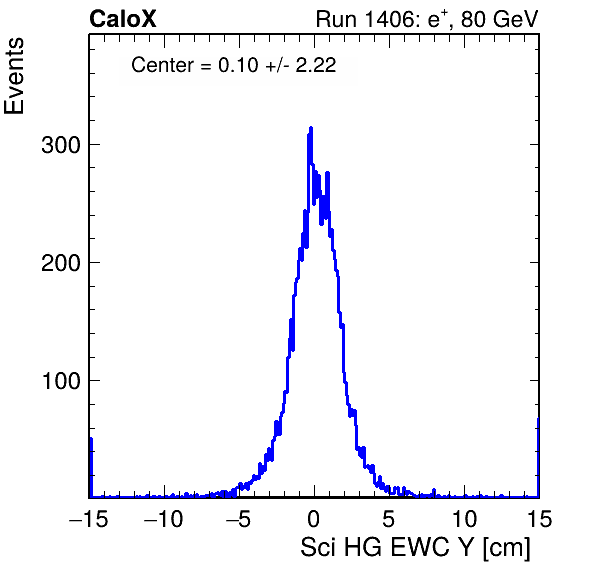 CaloX Run 1406: e⁺, 80 GeV
Center = 0.10 +/- 2.22
Events
300
200
100
−15 −10 −5 0 5 10 15
Sci HG EWC Y [cm]